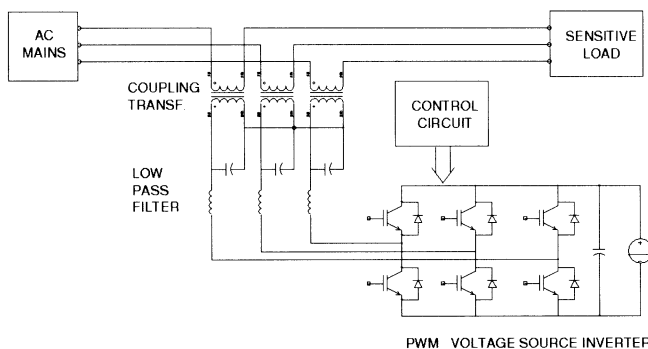 AC
MAINS
SENSITIVE
LOAD
COUPLING
TRANSF.
CONTROL
CIRCUIT
LOW
PASS
FILTER
PWM VOLTAGE SOURCE INVERTER